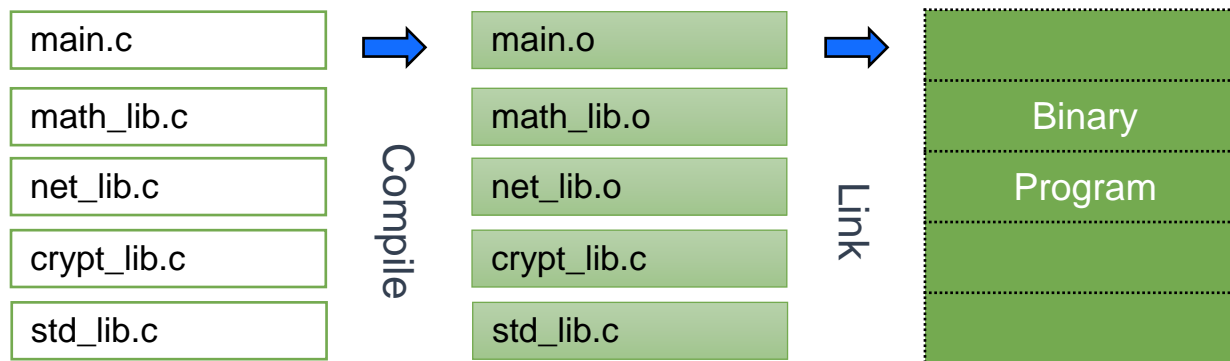 main.c
math_lib.c
net_lib.c
crypt_lib.c
std_lib.c
Compile
main.o
math_lib.o
net_lib.o
crypt_lib.c
std_lib.c
Link
Binary
Program